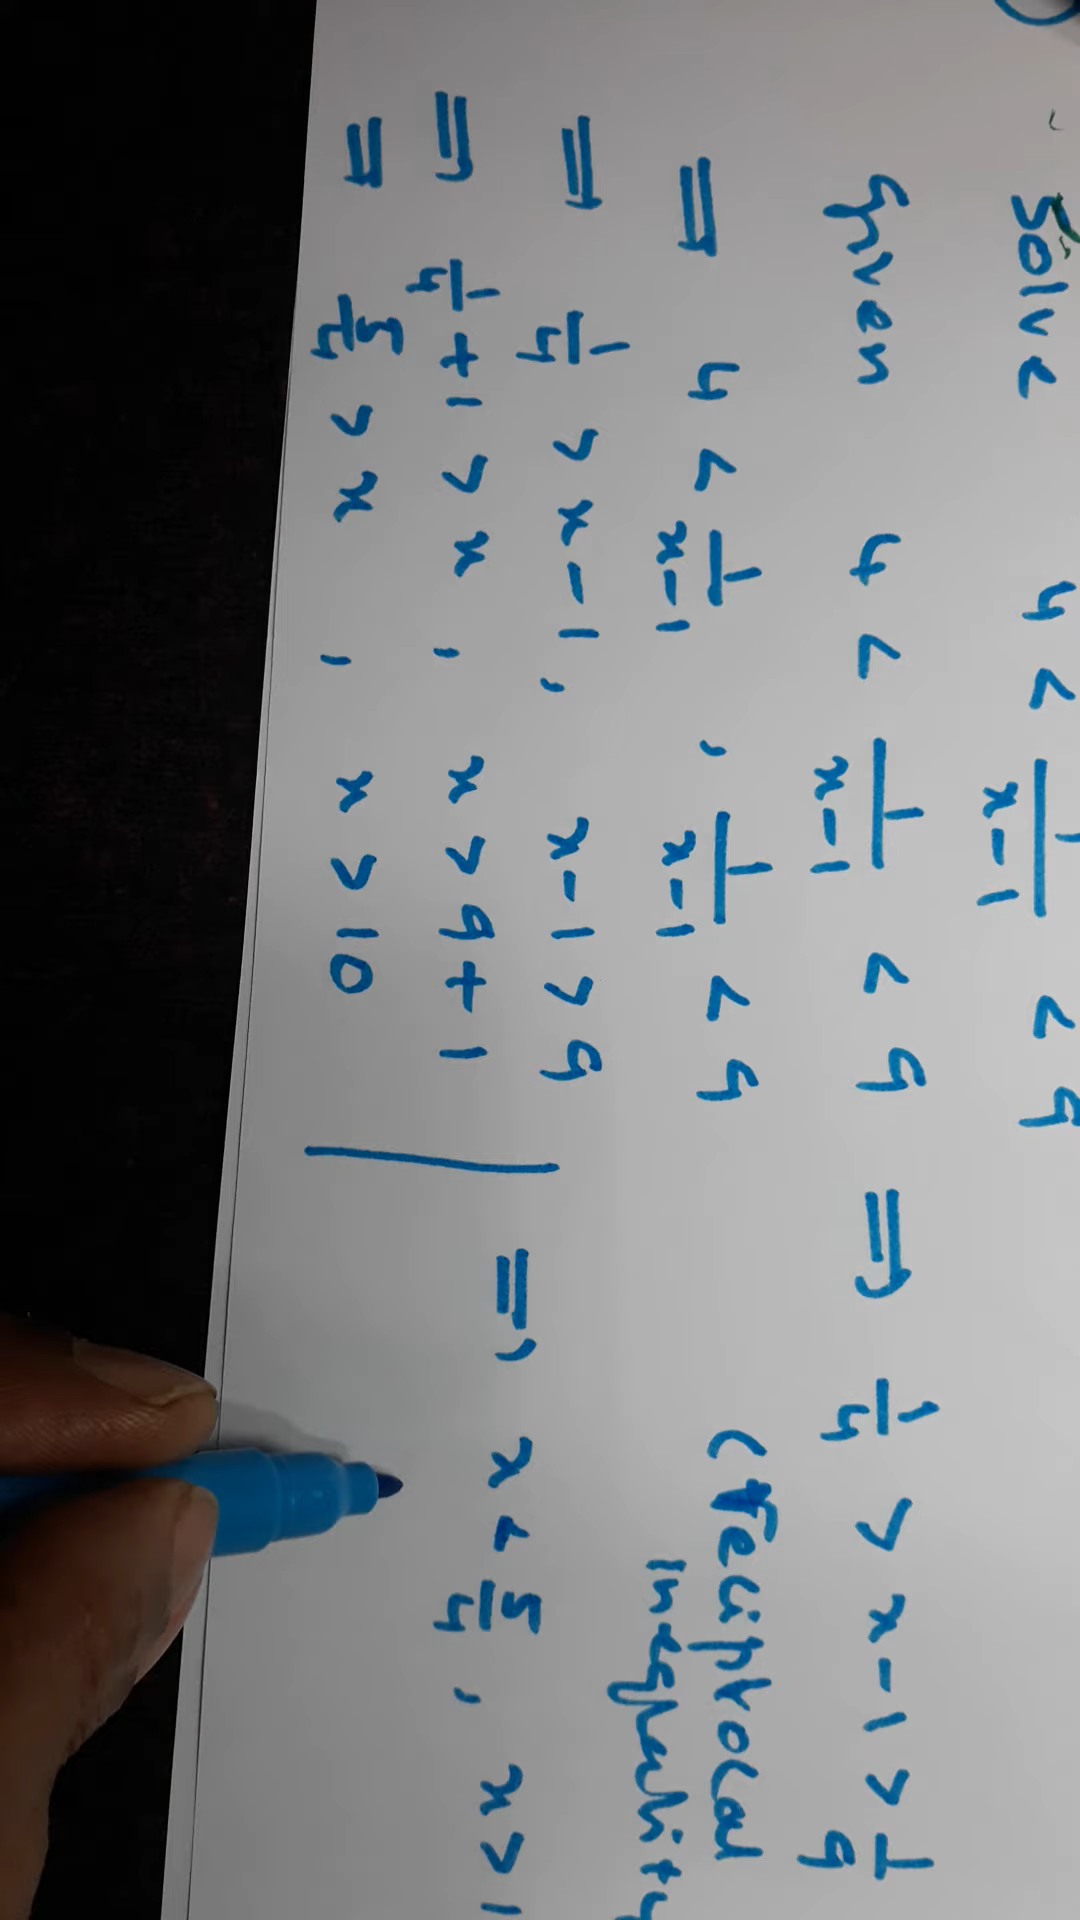 Solve 4 < 1/(x-1) < 9
Given 4 < 1/(x-1) < 9 ⇒ 1/4 > x-1 > 1/9
⇒ 4 < 1/(x-1) , 1/(x-1) < 9 (reciprocal
inequality
⇒ 1/4 > x-1 , x-1 > 9
⇒ x < 5/4 , x > 1
⇒ 1/4 + 1 > x , x > 9 + 1
= 5/4 > x , x > 10